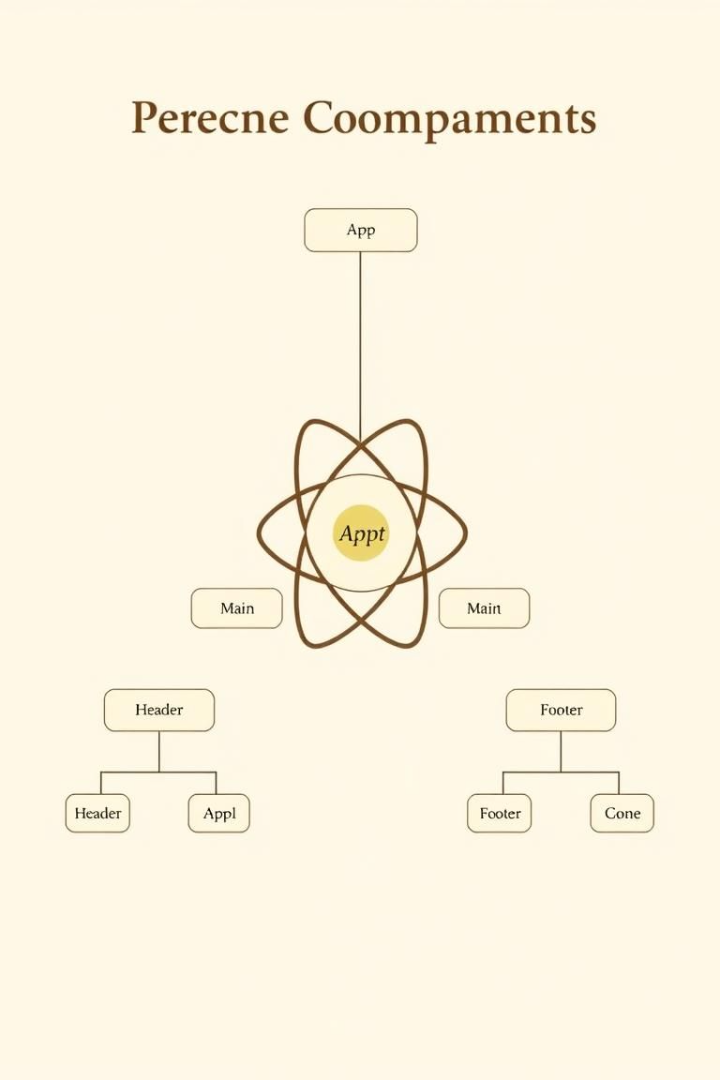 Perecne Coompaments
App
Appt
Main
Main
Header
Footer
Header
Appl
Footer
Cone